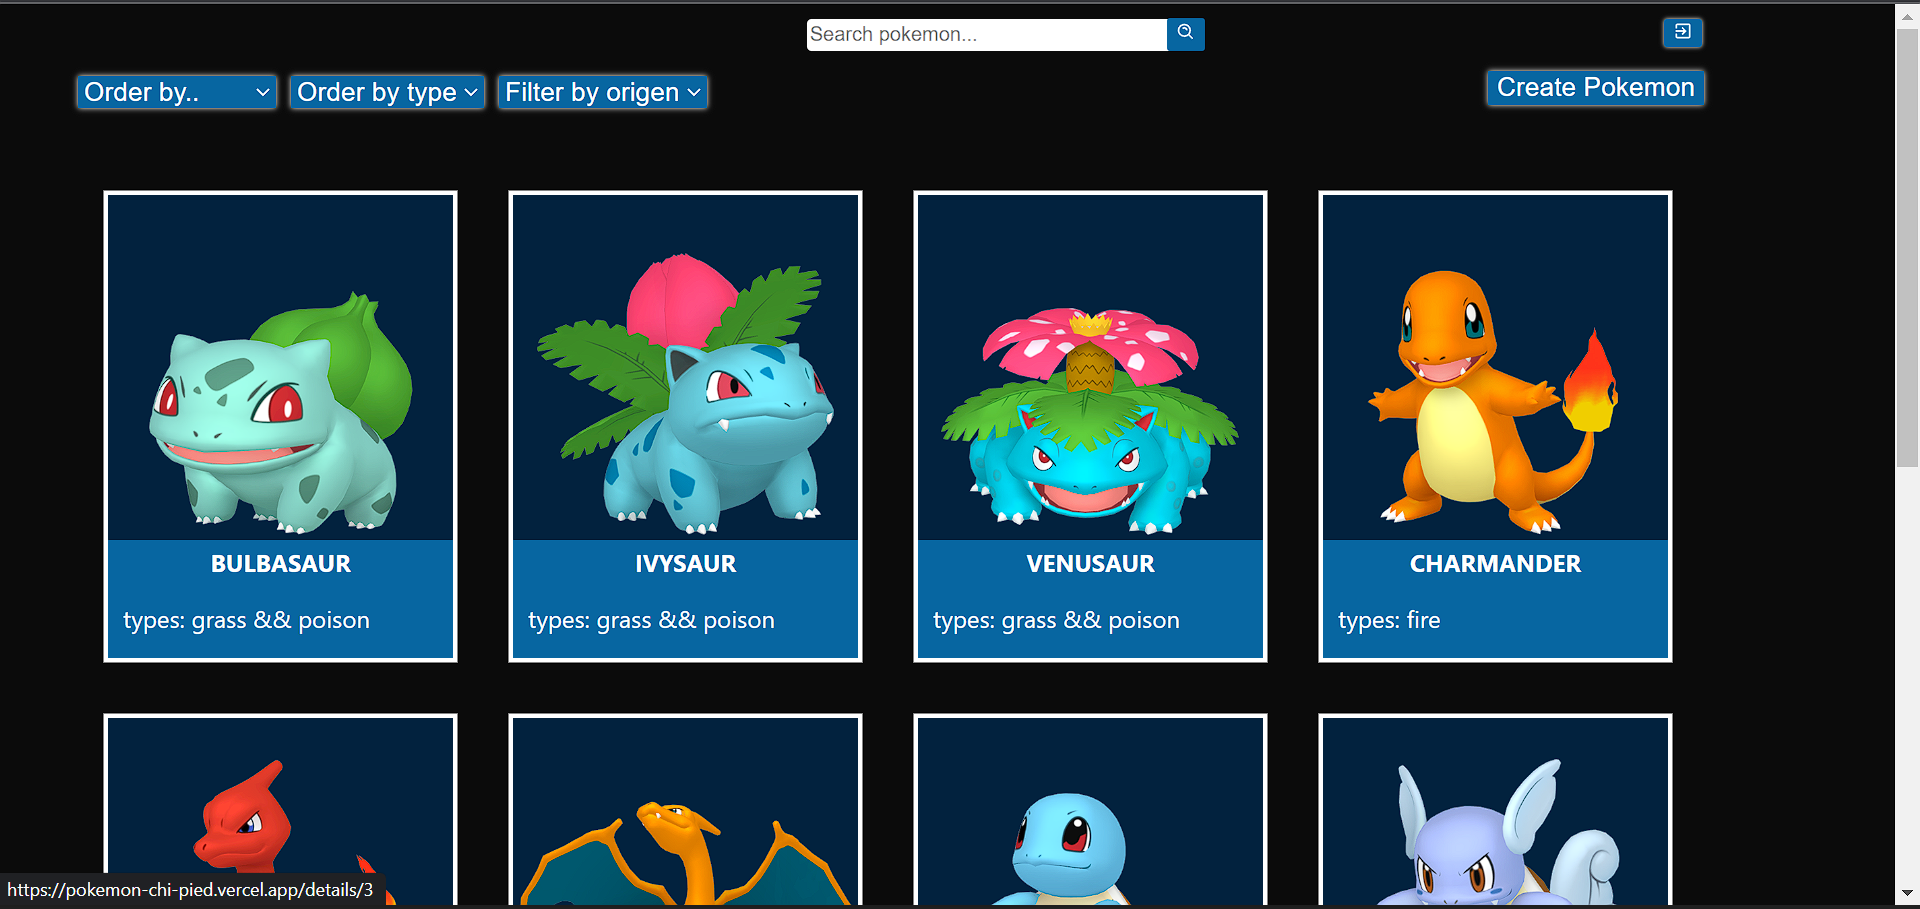 Search pokemon...
Order by..
Order by type
Filter by origen
Create Pokemon
BULBASAUR
types: grass && poison
IVYSAUR
types: grass && poison
VENUSAUR
types: grass && poison
CHARMANDER
types: fire
https://pokemon-chi-pied.vercel.app/details/3